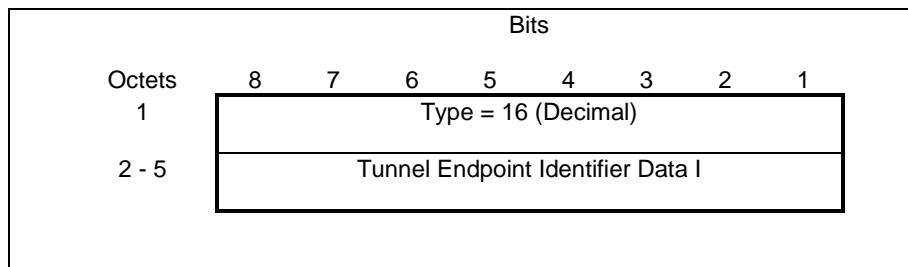 Bits
Octets 8 7 6 5 4 3 2 1
1 Type = 16 (Decimal)
2 - 5 Tunnel Endpoint Identifier Data I